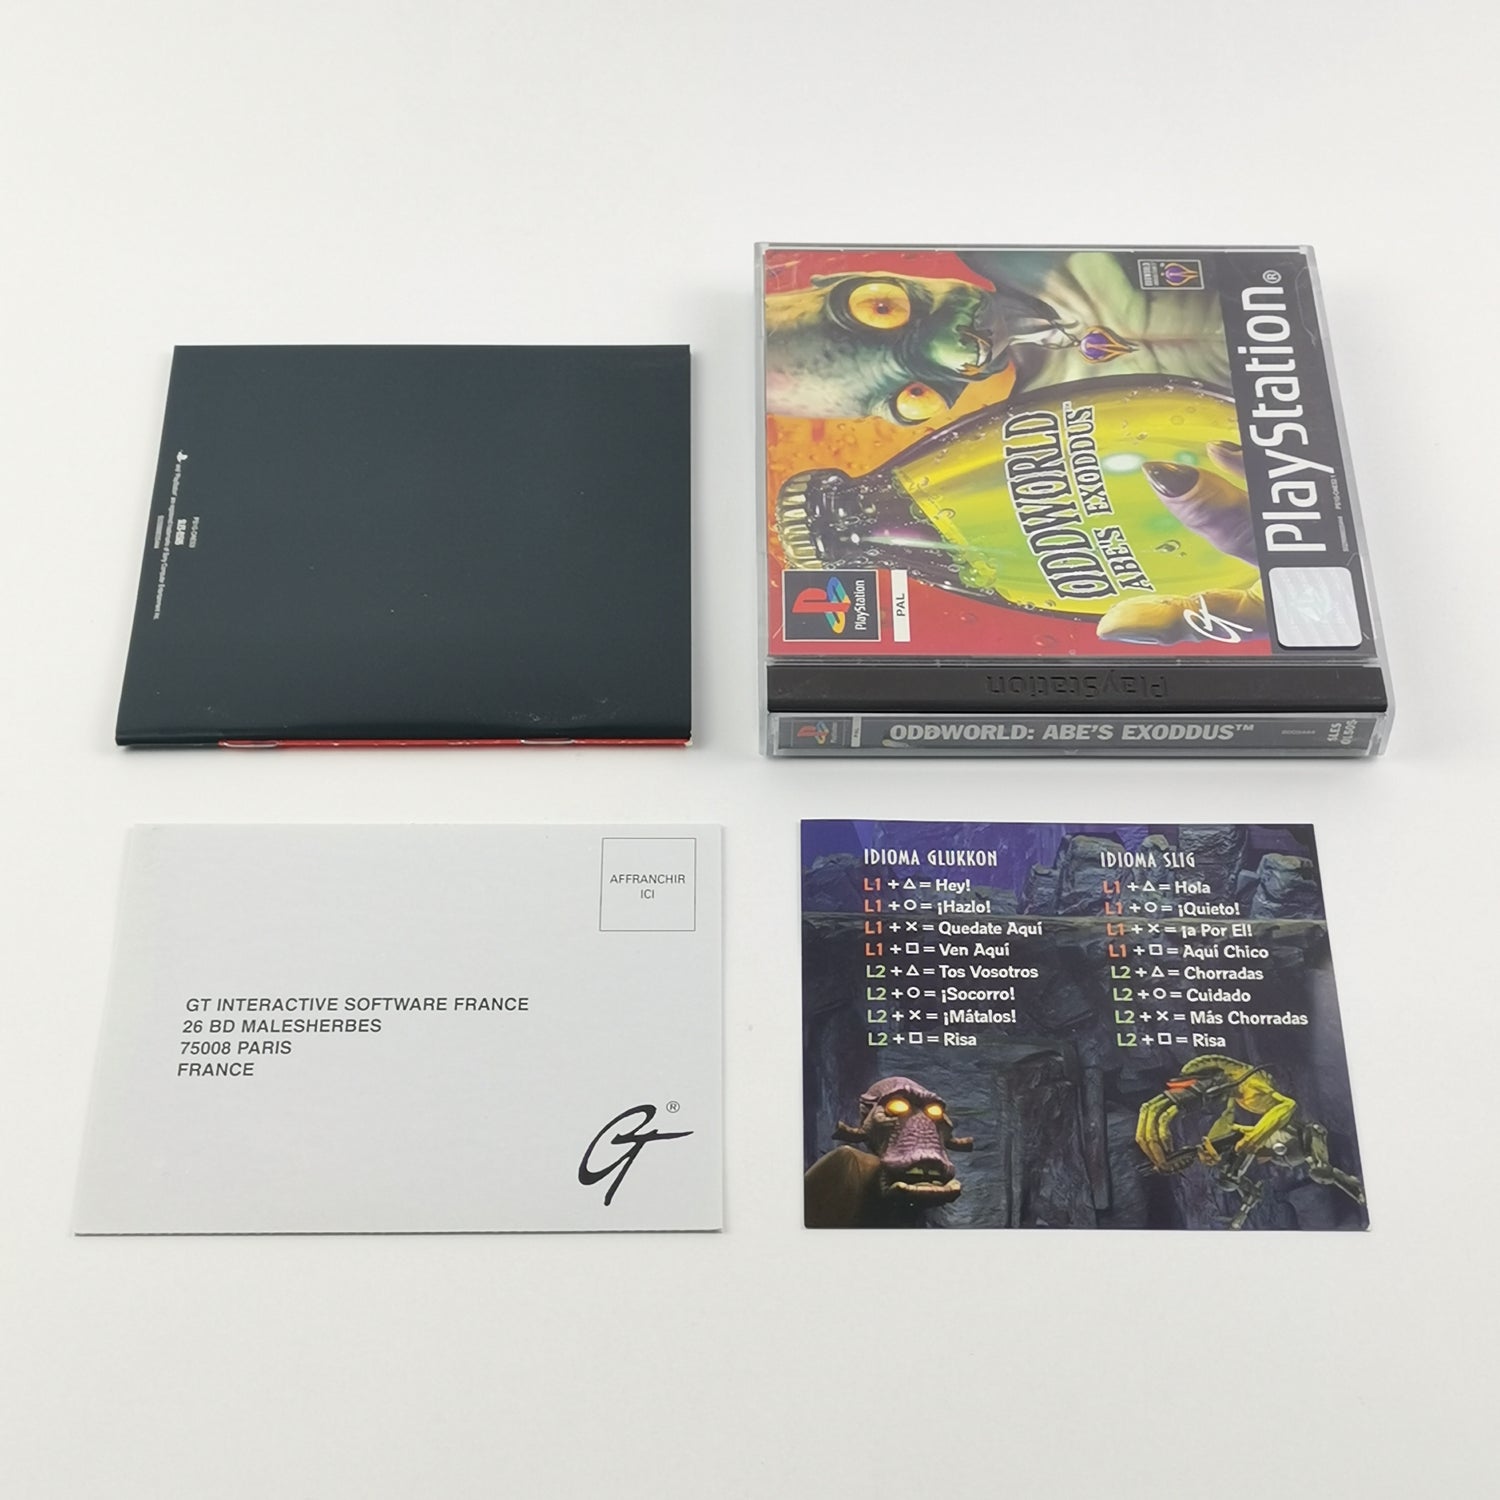 PlayStation®
ODDWORLD
ABE'S EXODDUS™
PlayStation
PAL
PlayStation
ODDWORLD: ABE'S EXODDUS™
AFFRANCHIR
ICI
GT INTERACTIVE SOFTWARE FRANCE
26 BD MALESHERBES
75008 PARIS
FRANCE
GT®
IDIOMA GLUKKON
L1 + △ = Hey!
L1 + ○ = ¡Hazlo!
L1 + ✕ = Quedate Aquí
L1 + □ = Ven Aquí
L2 + △ = Tos Vosotros
L2 + ○ = ¡Socorro!
L2 + ✕ = ¡Mátalos!
L2 + □ = Risa
IDIOMA SLIG
L1 + △ = Hola
L1 + ○ = ¡Quieto!
L1 + ✕ = ¡a Por El!
L1 + □ = Aquí Chico
L2 + △ = Chorradas
L2 + ○ = Cuidado
L2 + ✕ = Más Chorradas
L2 + □ = Risa